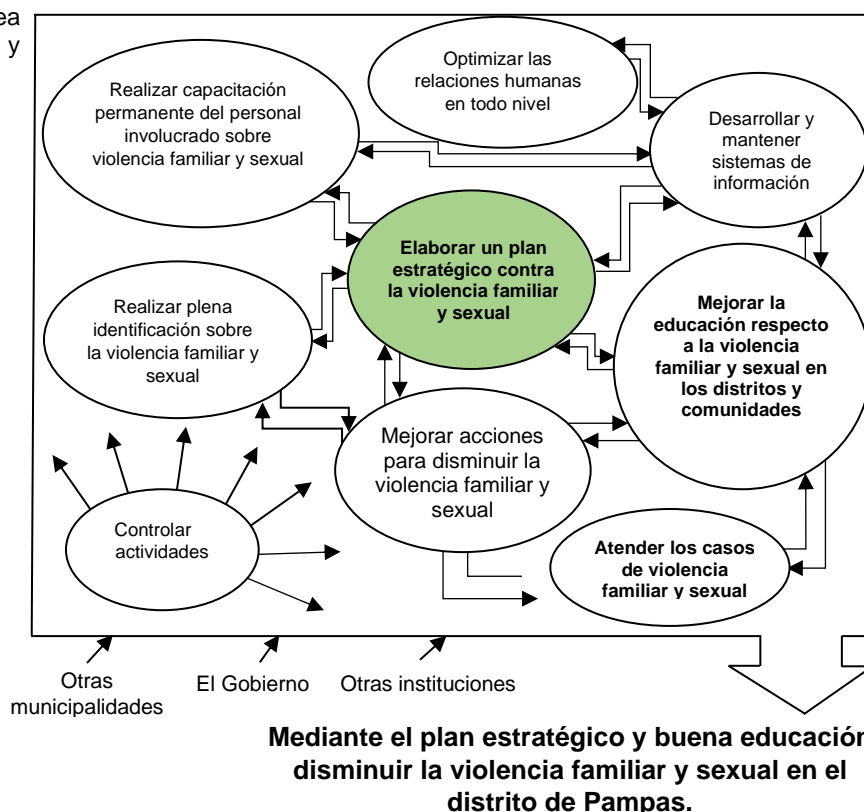 ea
y
Optimizar las
relaciones humanas
en todo nivel
Realizar capacitación
permanente del personal
involucrado sobre
violencia familiar y sexual
Desarrollar y
mantener
sistemas de
información
Elaborar un plan
estratégico contra
la violencia familiar
y sexual
Realizar plena
identificación sobre
la violencia familiar y
sexual
Mejorar la
educación respecto
a la violencia
familiar y sexual en
los distritos y
comunidades
Mejorar acciones
para disminuir la
violencia familiar y
sexual
Controlar
actividades
Atender los casos
de violencia
familiar y sexual
Otras
municipalidades
El Gobierno
Otras instituciones
Mediante el plan estratégico y buena educación
disminuir la violencia familiar y sexual en el
distrito de Pampas.